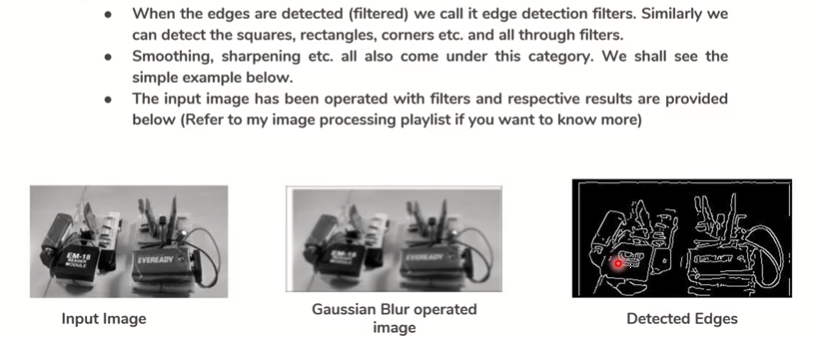 When the edges are detected (filtered) we call it edge detection filters. Similarly we
can detect the squares, rectangles, corners etc. and all through filters.
Smoothing, sharpening etc. all also come under this category. We shall see the
simple example below.
The input image has been operated with filters and respective results are provided
below (Refer to my image processing playlist if you want to know more)
EM-18
READER
MODULE
EVEREADY
EM-18
EVEREADY
Input Image
Gaussian Blur operated
image
Detected Edges